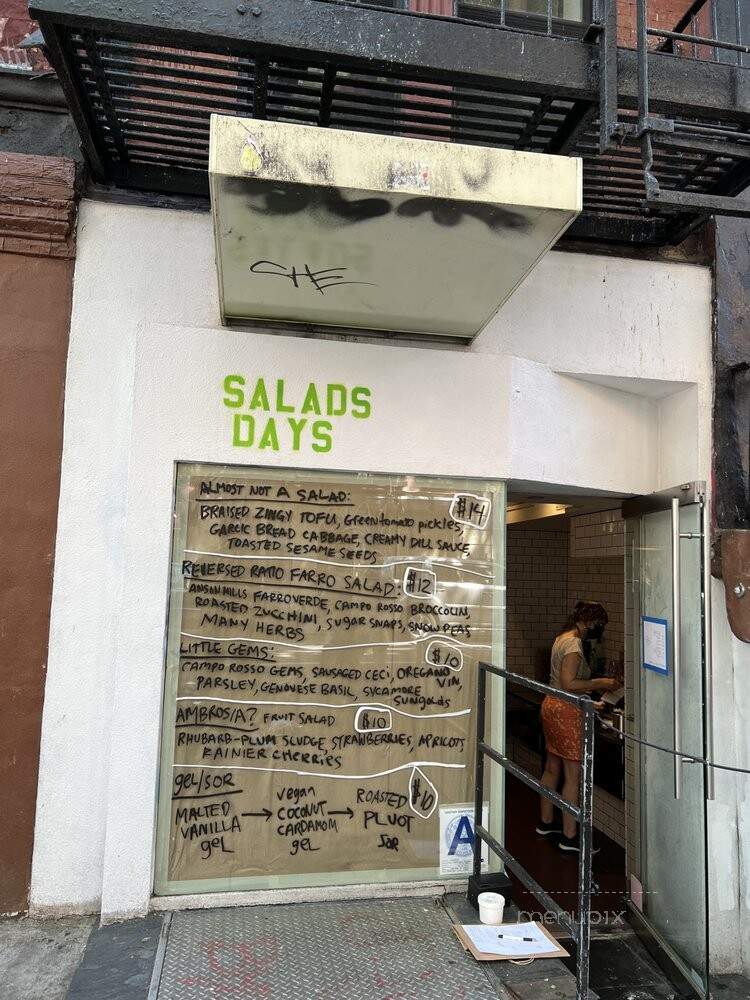 CHE
SALADS
DAYS
ALMOST NOT A SALAD:
$14
BRAISED ZINGY TOFU, Green tomato pickles,
GARLIC BREAD CABBAGE, CREAMY DILL SAUCE,
TOASTED SESAME SEEDS
REVERSED RATIO FARRO SALAD:
$12
ANSON MILLS FARROVERDE, CAMPO ROSSO BROCCOLINI,
ROASTED ZUCCHINI, SUGAR SNAPS, SNOW PEAS
MANY HERBS
LITTLE GEMS:
$10
CAMPO ROSSO GEMS, SAUSAGED CECI, OREGANO VIN,
PARSLEY, GENOVESE BASIL, SYCAMORE
SUNGOLDS
AMBROSIA? FRUIT SALAD
$10
RHUBARB-PLUM SLUDGE, STRAWBERRIES, APRICOTS
RAINIER CHERRIES
gel/SOR
$10
MALTED
VANILLA
gel
→
vegan
COCONUT
CARDAMOM
gel
→
ROASTED
PLUOT
SOR
A
menupix